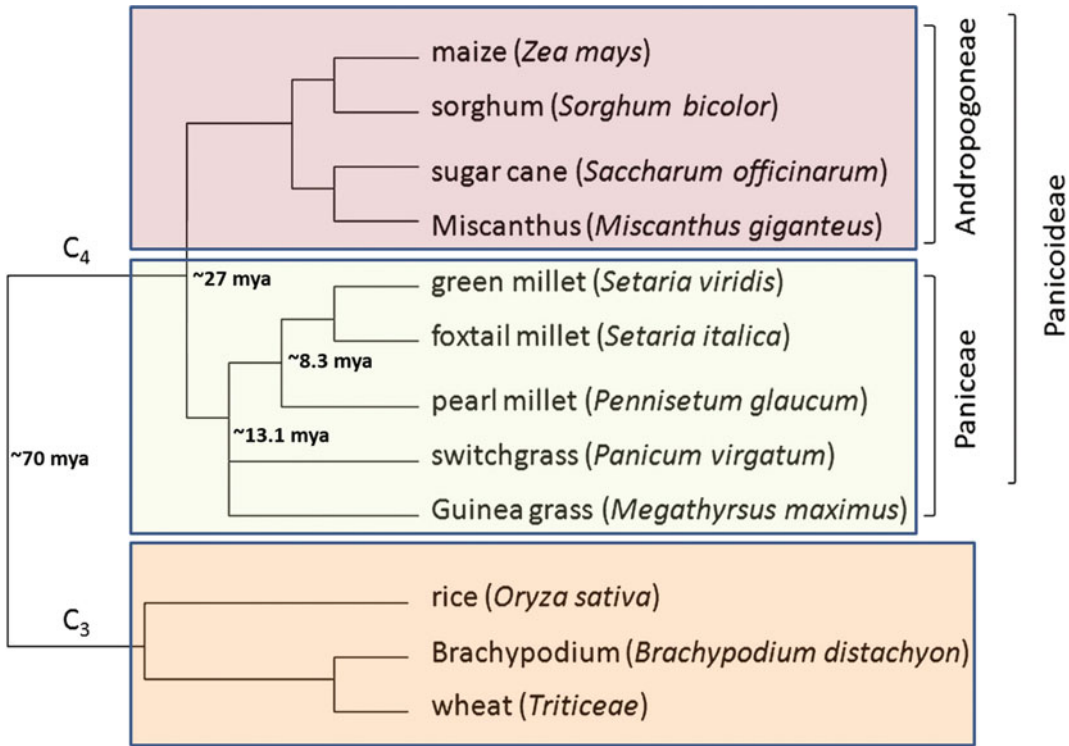 maize (Zea mays)
sorghum (Sorghum bicolor)
sugar cane (Saccharum officinarum)
Miscanthus (Miscanthus giganteus)
Andropogoneae
Panicoideae
C₄
~27 mya
green millet (Setaria viridis)
foxtail millet (Setaria italica)
~8.3 mya
pearl millet (Pennisetum glaucum)
~13.1 mya
switchgrass (Panicum virgatum)
Guinea grass (Megathyrsus maximus)
Paniceae
~70 mya
C₃
rice (Oryza sativa)
Brachypodium (Brachypodium distachyon)
wheat (Triticeae)